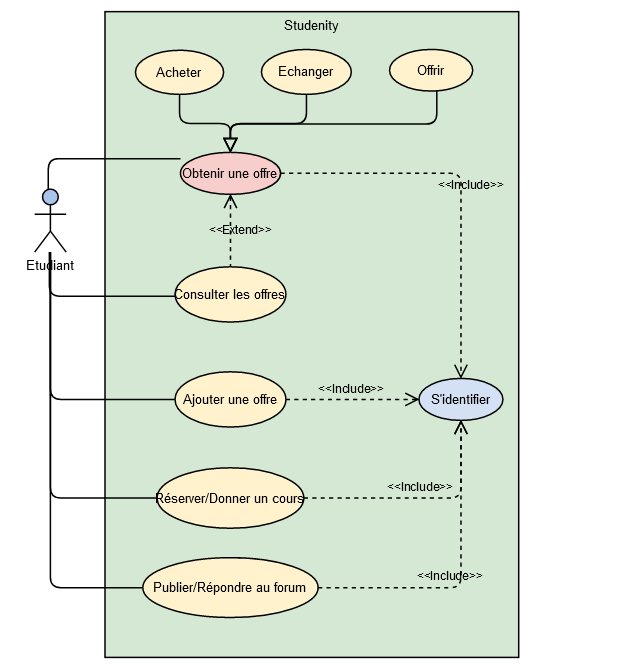 Studenity
Acheter
Echanger
Offrir
Obtenir une offre
<<Include>>
<<Extend>>
Etudiant
Consulter les offres
Ajouter une offre
<<Include>>
S'identifier
Réserver/Donner un cours
<<Include>>
Publier/Répondre au forum
<<Include>>